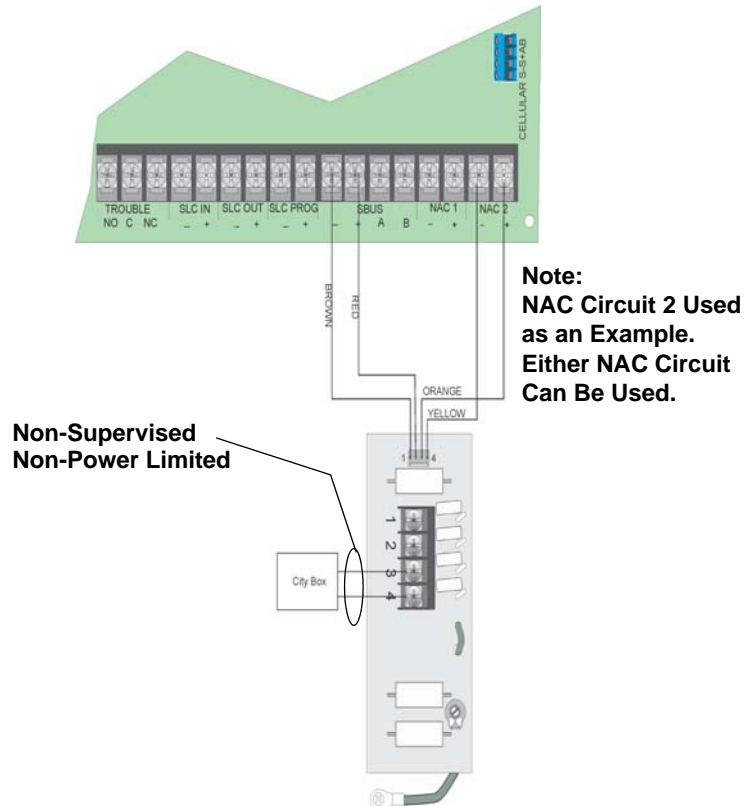 CELLULAR S-S+AB
TROUBLE SLC IN SLC OUT SLC PROG SBUS NAC 1 NAC 2
NO C NC _ + _ + _ + - + A B - + - +
BROWN
RED
Note:
NAC Circuit 2 Used
as an Example.
Either NAC Circuit
Can Be Used.
ORANGE
YELLOW
Non-Supervised
Non-Power Limited
1 4
1
2
3
4
City Box